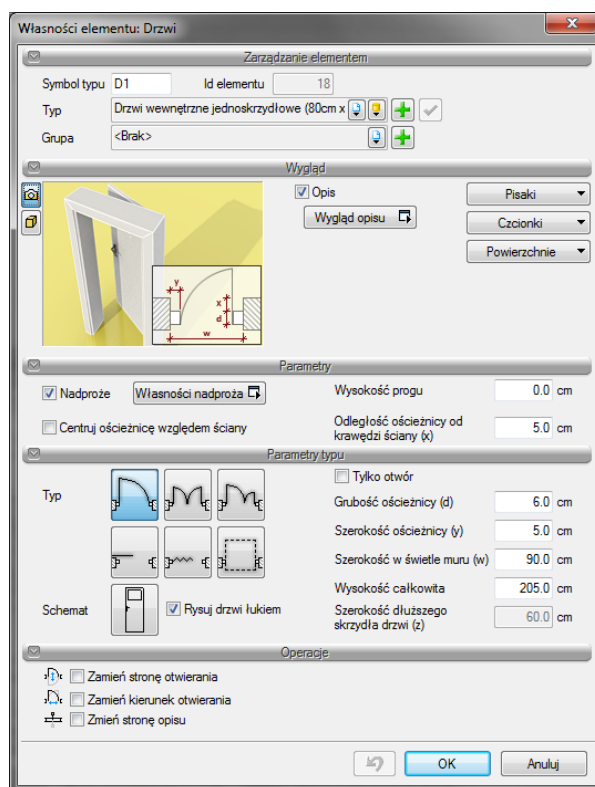 Własności elementu: Drzwi
Zarządzanie elementem
Symbol typu D1 Id elementu 18
Typ Drzwi wewnętrzne jednoskrzydłowe (80cm x
Grupa <Brak>
Wygląd
Opis Pisaki
Wygląd opisu Czcionki
Powierzchnie
y
x
d
w
Parametry
Nadproże Własności nadproża Wysokość progu 0.0 cm
Centruj ościeżnicę względem ściany Odległość ościeżnicy od
krawędzi ściany (x) 5.0 cm
Parametry typu
Tylko otwór
Typ Grubość ościeżnicy (d) 6.0 cm
Szerokość ościeżnicy (y) 5.0 cm
Szerokość w świetle muru (w) 90.0 cm
Wysokość całkowita 205.0 cm
Schemat Rysuj drzwi łukiem Szerokość dłuższego
skrzydła drzwi (z) 60.0 cm
Operacje
Zamień stronę otwierania
Zamień kierunek otwierania
Zmień stronę opisu
OK Anuluj